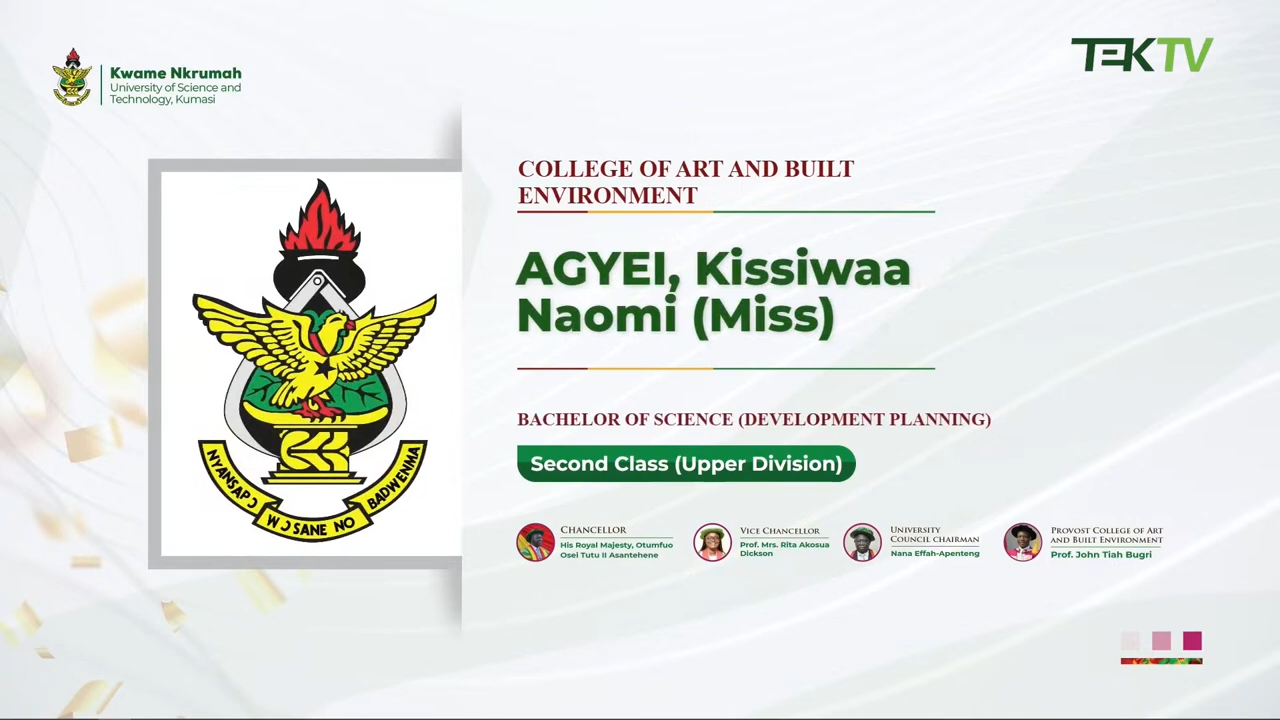 Kwame Nkrumah
University of Science and
Technology, Kumasi
TEKTV
COLLEGE OF ART AND BUILT
ENVIRONMENT
AGYEI, Kissiwaa
Naomi (Miss)
BACHELOR OF SCIENCE (DEVELOPMENT PLANNING)
Second Class (Upper Division)
NYANSAPƆ WƆSANE NO BADWENMA
CHANCELLOR
His Royal Majesty, Otumfuo
Osei Tutu II Asantehene
VICE CHANCELLOR
Prof. Mrs. Rita Akosua
Dickson
UNIVERSITY
COUNCIL CHAIRMAN
Nana Effah-Apenteng
PROVOST COLLEGE OF ART
AND BUILT ENVIRONMENT
Prof. John Tiah Bugri